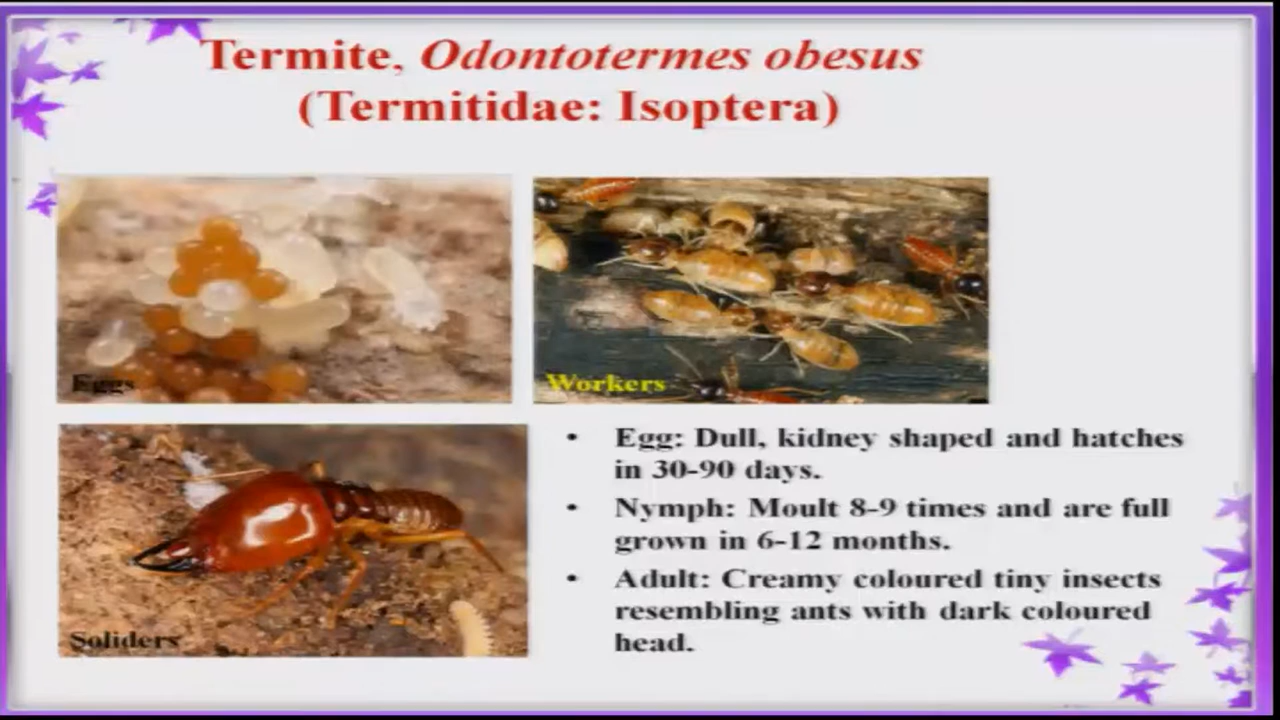 Termite, Odontotermes obesus
(Termitidae: Isoptera)
Eggs
Workers
Soliders
• Egg: Dull, kidney shaped and hatches
in 30-90 days.
• Nymph: Moult 8-9 times and are full
grown in 6-12 months.
• Adult: Creamy coloured tiny insects
resembling ants with dark coloured
head.